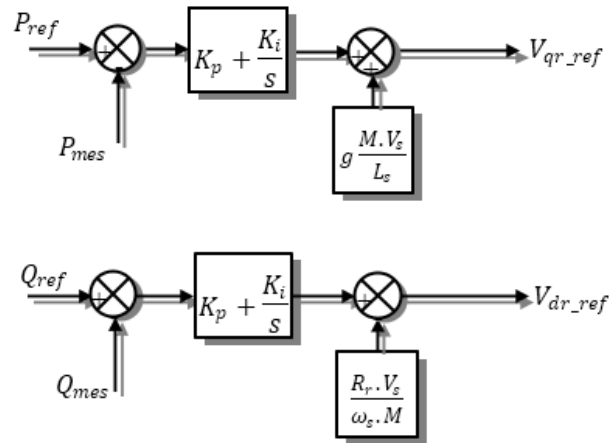 P_ref
+
-
K_p + K_i/s
+
+
V_qr_ref
P_mes
g M.V_s/L_s
Q_ref
+
K_p + K_i/s
+
V_dr_ref
Q_mes
R_r.V_s/ω_s.M